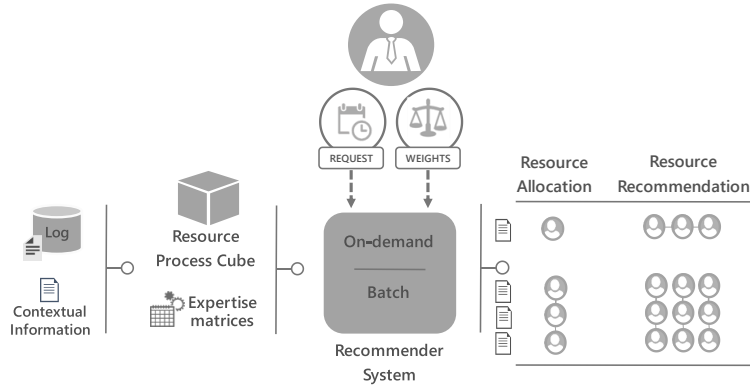 REQUEST
WEIGHTS
Log
Contextual
Information
Resource
Process Cube
Expertise
matrices
On-demand
Batch
Recommender
System
Resource
Allocation
Resource
Recommendation